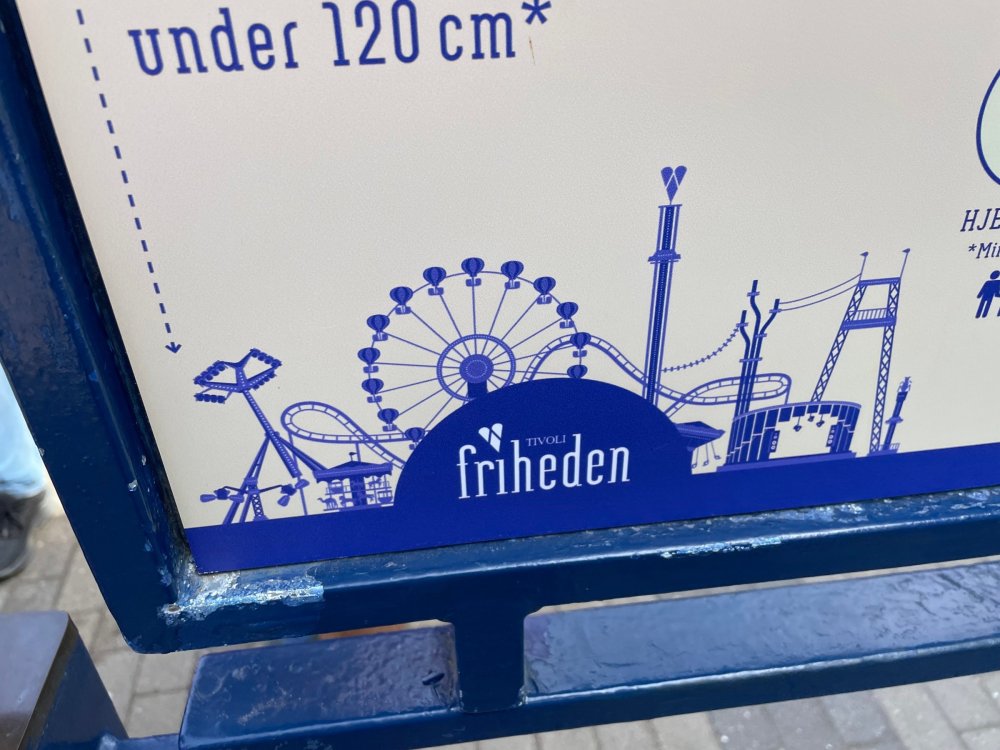 under 120 cm*
TIVOLI
friheden